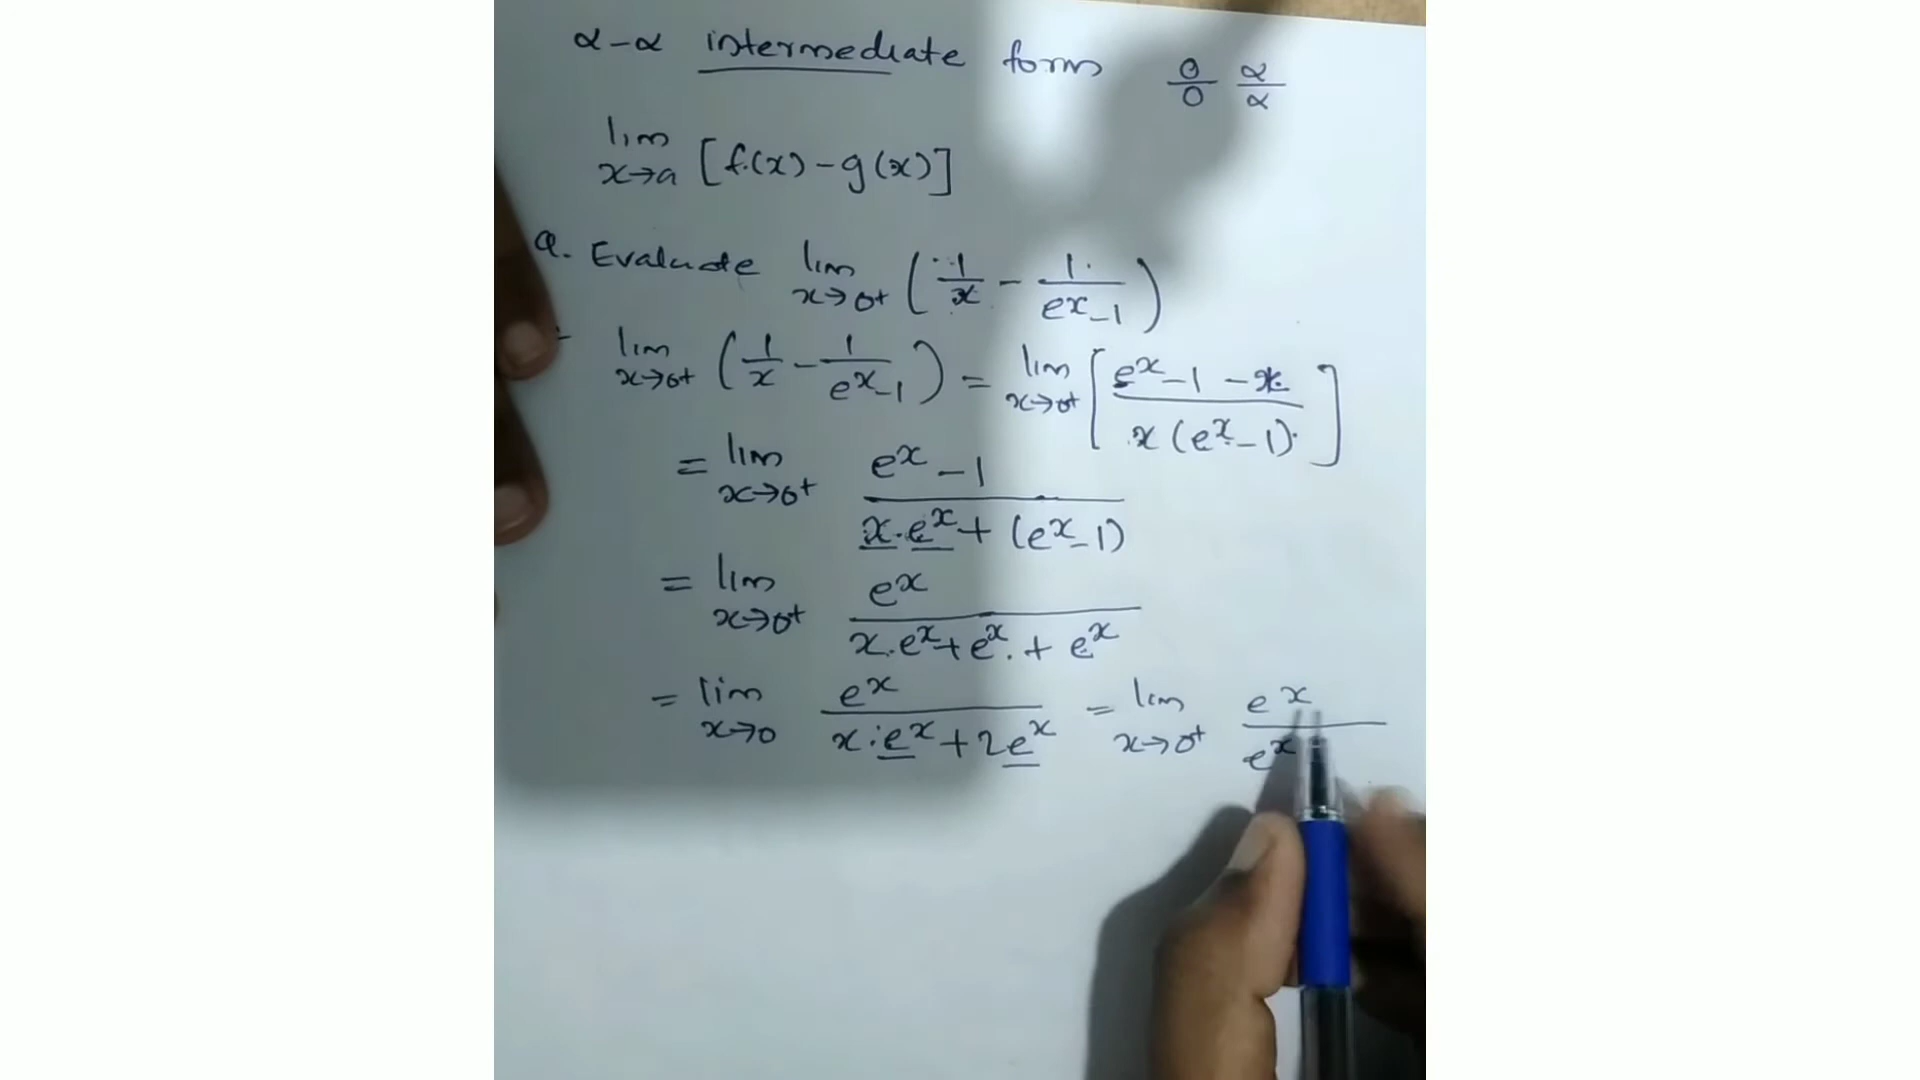 α-α intermediate form 0/0 α/α
lim x→a [f(x) - g(x)]
Q. Evaluate lim x→0+ (1/x - 1/(e^x-1))
lim x→0+ (1/x - 1/(e^x-1)) = lim x→0+ [(e^x-1-x)/(x(e^x-1))]
= lim x→0+ (e^x-1)/(x.e^x+(e^x-1))
= lim x→0+ e^x/(x.e^x+e^x.+e^x)
= lim x→0 e^x/(x.e^x+2e^x) = lim x→0+ e^x/e^x